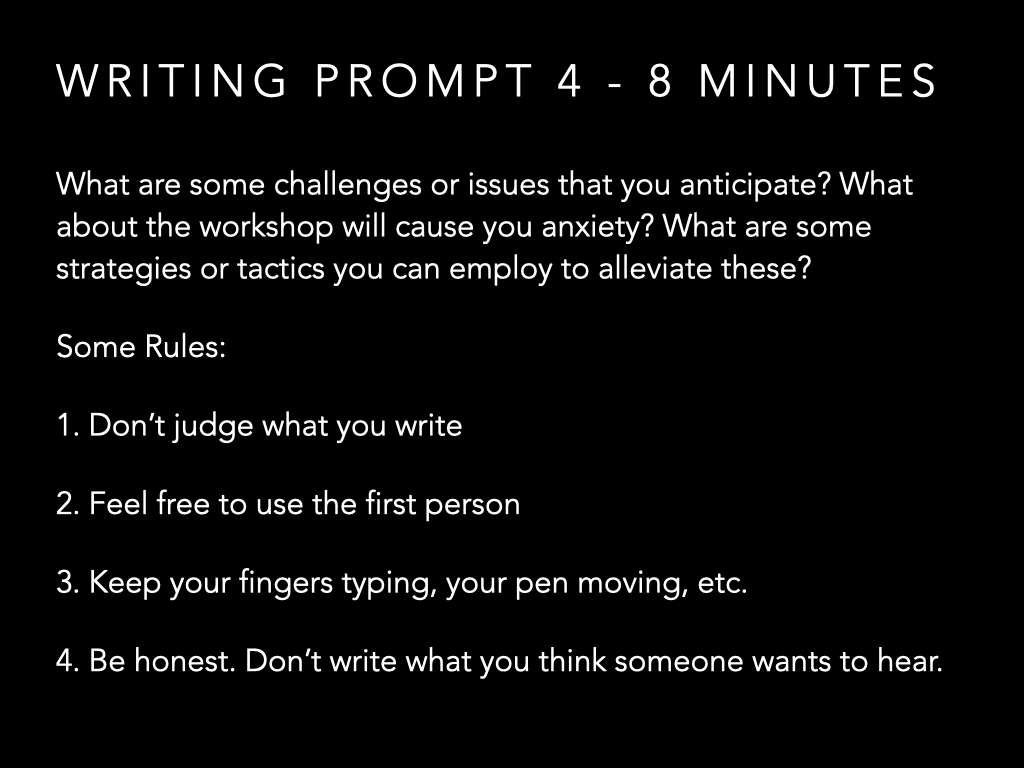 WRITING PROMPT 4 - 8 MINUTES
What are some challenges or issues that you anticipate? What
about the workshop will cause you anxiety? What are some
strategies or tactics you can employ to alleviate these?
Some Rules:
1. Don’t judge what you write
2. Feel free to use the first person
3. Keep your fingers typing, your pen moving, etc.
4. Be honest. Don’t write what you think someone wants to hear.